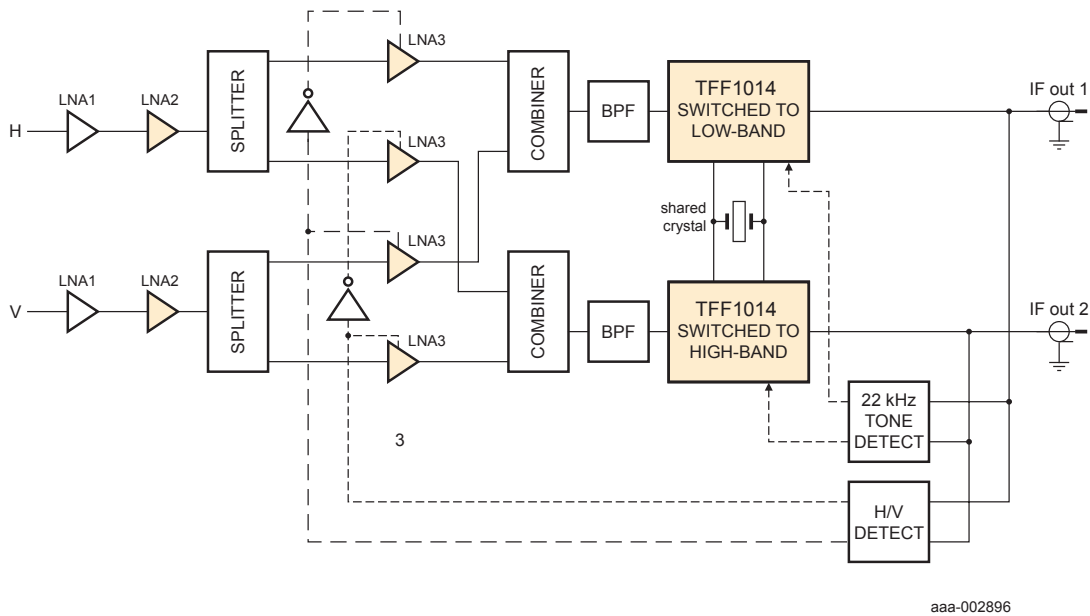 H
LNA1
LNA2
SPLITTER
LNA3
LNA3
COMBINER
BPF
TFF1014
SWITCHED TO
LOW-BAND
IF out 1
shared
crystal
V
LNA1
LNA2
SPLITTER
LNA3
LNA3
COMBINER
BPF
TFF1014
SWITCHED TO
HIGH-BAND
IF out 2
22 kHz
TONE
DETECT
3
H/V
DETECT
aaa-002896